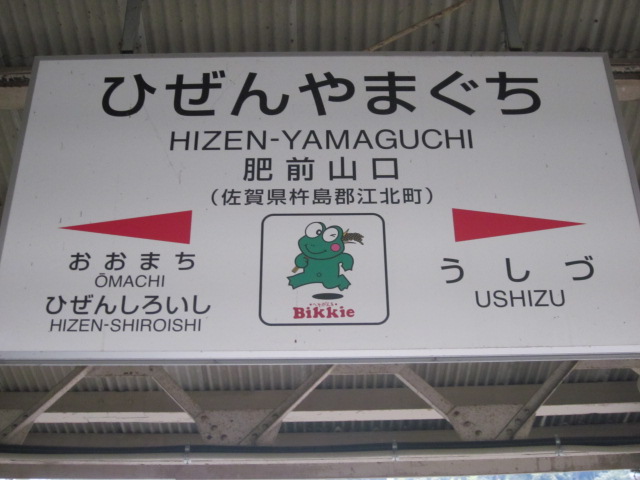 ひぜんやまぐち
HIZEN-YAMAGUCHI
肥前山口
(佐賀県杵島郡江北町)
おおまち
ŌMACHI
ひぜんしろいし
HIZEN-SHIROISHI
うしづ
USHIZU
Bikkie